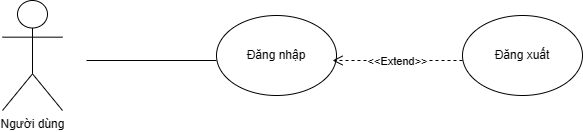 Đăng nhập
<<Extend>>
Đăng xuất
Người dùng